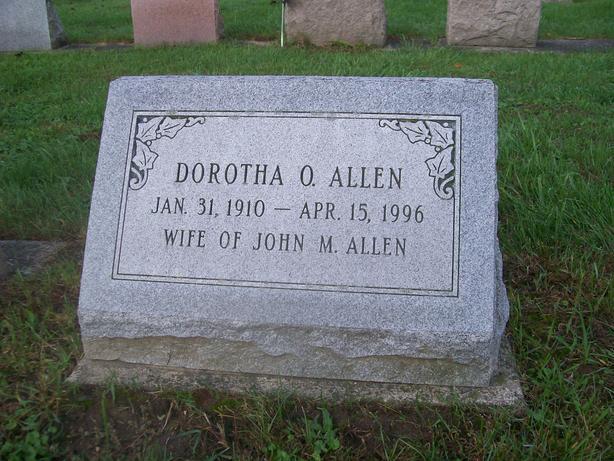 DOROTHA O. ALLEN
JAN. 31, 1910 — APR. 15, 1996
WIFE OF JOHN M. ALLEN